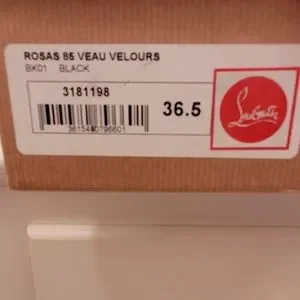 ROSAS 85 VEAU VELOURS
BK01 BLACK
3181198
36.5
Louboutin